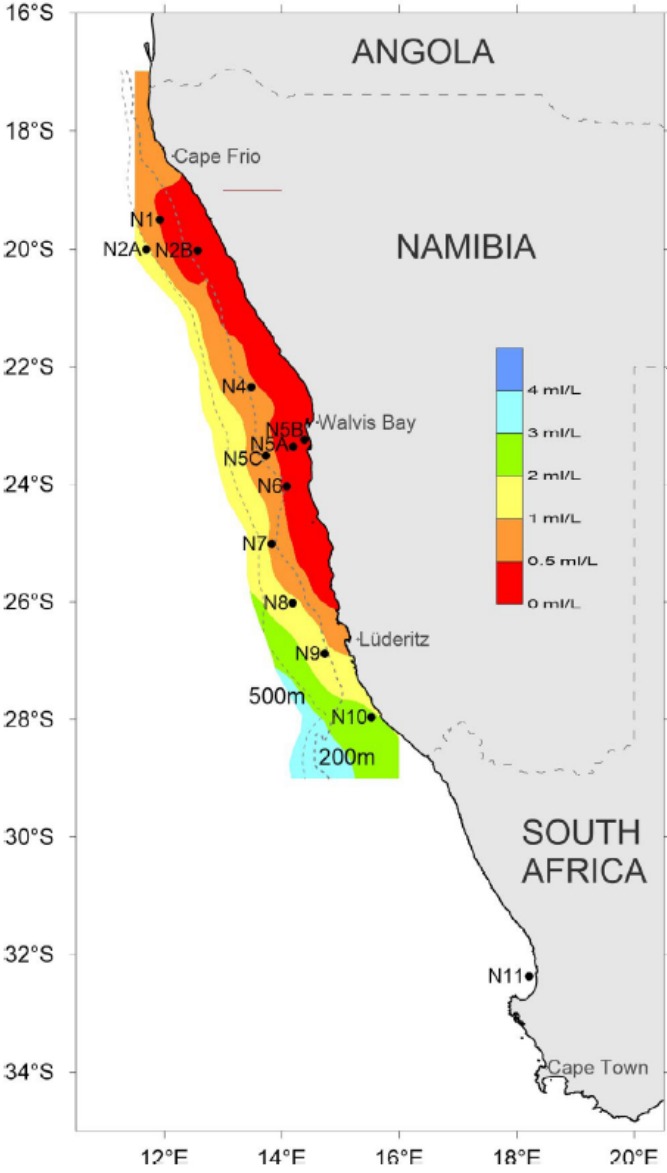 16°S
ANGOLA
18°S
Cape Frio
N1
20°S
N2A
N2B
NAMIBIA
22°S
N4
4 ml/L
3 ml/L
2 ml/L
1 ml/L
0.5 ml/L
0 ml/L
Walvis Bay
N5B
N5A
N5C
24°S
N6
N7
26°S
N8
Lüderitz
N9
500m
28°S
N10
200m
30°S
SOUTH
AFRICA
32°S
N11
34°S
Cape Town
12°E
14°E
16°E
18°E
20°E